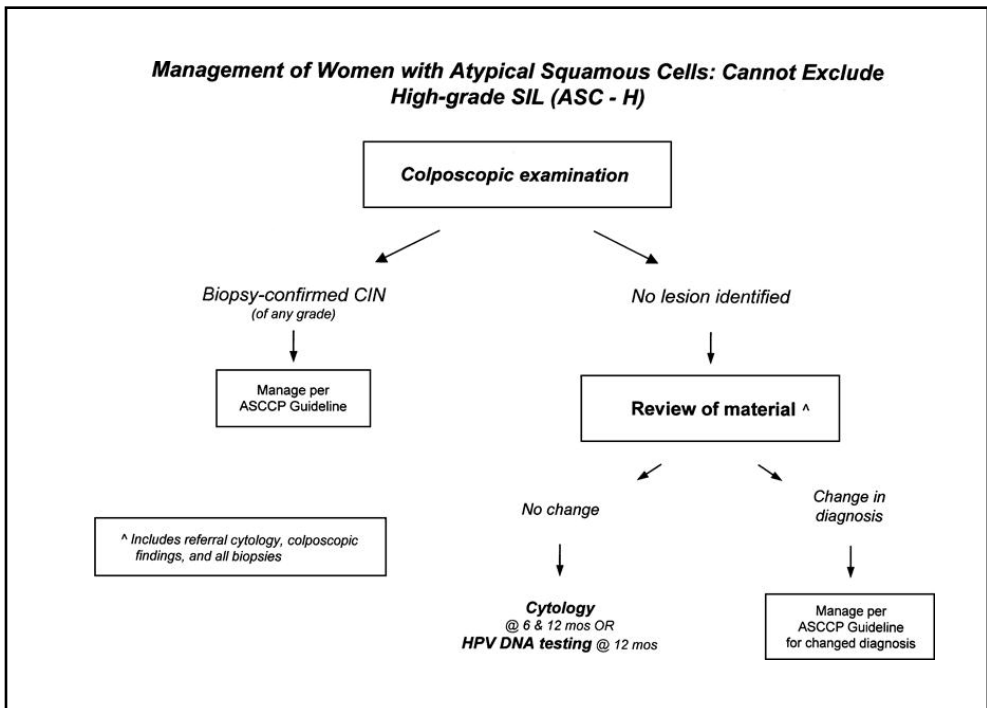 Management of Women with Atypical Squamous Cells: Cannot Exclude
High-grade SIL (ASC - H)
Colposcopic examination
Biopsy-confirmed CIN
(of any grade)
No lesion identified
Manage per
ASCCP Guideline
Review of material ^
No change
Change in
diagnosis
^ Includes referral cytology, colposcopic
findings, and all biopsies
Cytology
@ 6 & 12 mos OR
HPV DNA testing @ 12 mos
Manage per
ASCCP Guideline
for changed diagnosis